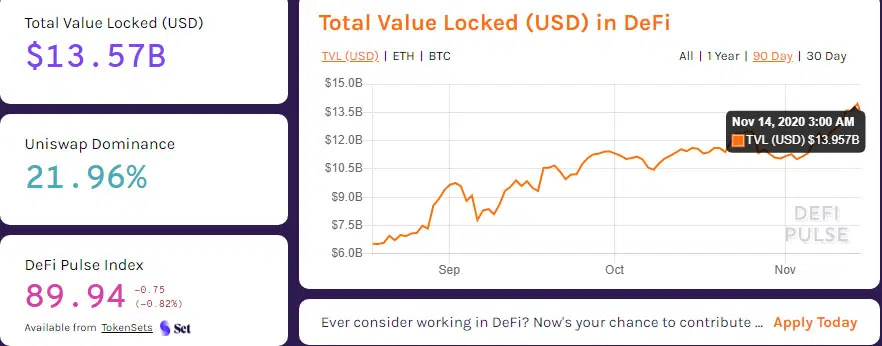 Total Value Locked (USD)
$13.57B
Uniswap Dominance
21.96%
DeFi Pulse Index
89.94
-0.75
(-0.82%)
Available from TokenSets Set
Total Value Locked (USD) in DeFi
TVL (USD) | ETH | BTC
All | 1 Year | 90 Day | 30 Day
$15.0B
$13.5B
$12.0B
$10.5B
$9.0B
$7.5B
$6.0B
Nov 14, 2020 3:00 AM
TVL (USD) $13.957B
DEFI
PULSE
Sep Oct Nov
Ever consider working in DeFi? Now's your chance to contribute ... Apply Today